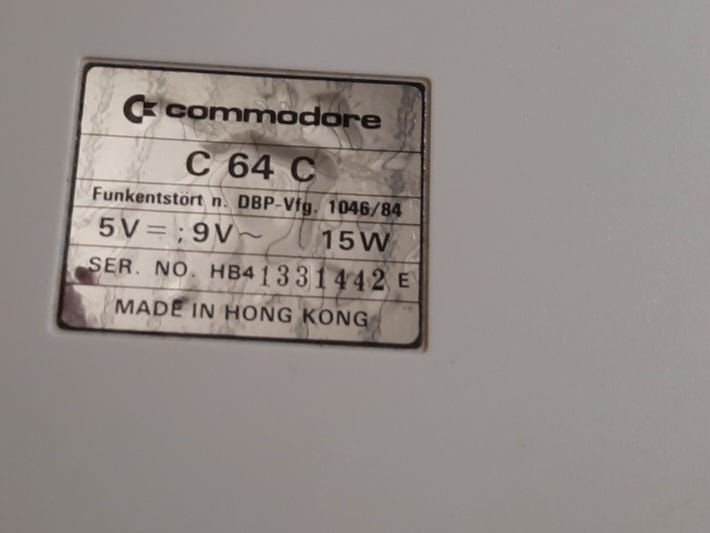 commodore
C 64 C
Funkentstört n. DBP-Vfg. 1046/84
5V ⎓ ; 9V ~ 15W
SER. NO. HB41331442 E
MADE IN HONG KONG